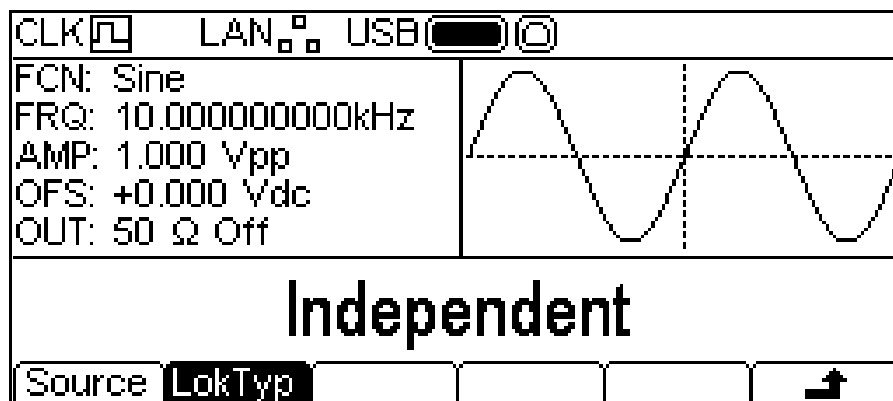 CLK LAN USB
FCN: Sine
FRQ: 10.000000000kHz
AMP: 1.000 Vpp
OFS: +0.000 Vdc
OUT: 50 Ω Off
Independent
Source LokTyp